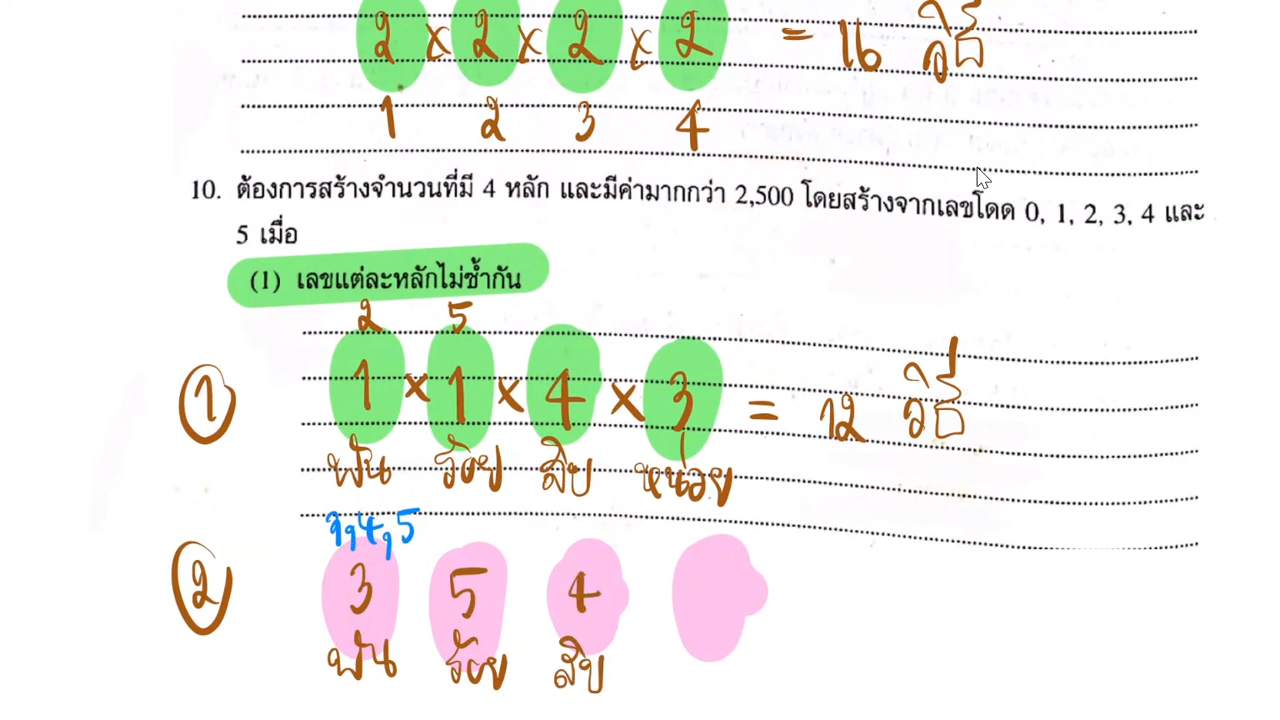 2 × 2 × 2 × 2 = 16 วิธี
1 2 3 4
10. ต้องการสร้างจำนวนที่มี 4 หลัก และมีค่ามากกว่า 2,500 โดยสร้างจากเลขโดด 0, 1, 2, 3, 4 และ
5 เมื่อ
(1) เลขแต่ละหลักไม่ซ้ำกัน
2 5
① 1 × 1 × 4 × 3 = 12 วิธี
พัน ร้อย สิบ หน่วย
3,4,5
② 3 5 4
พัน ร้อย สิบ